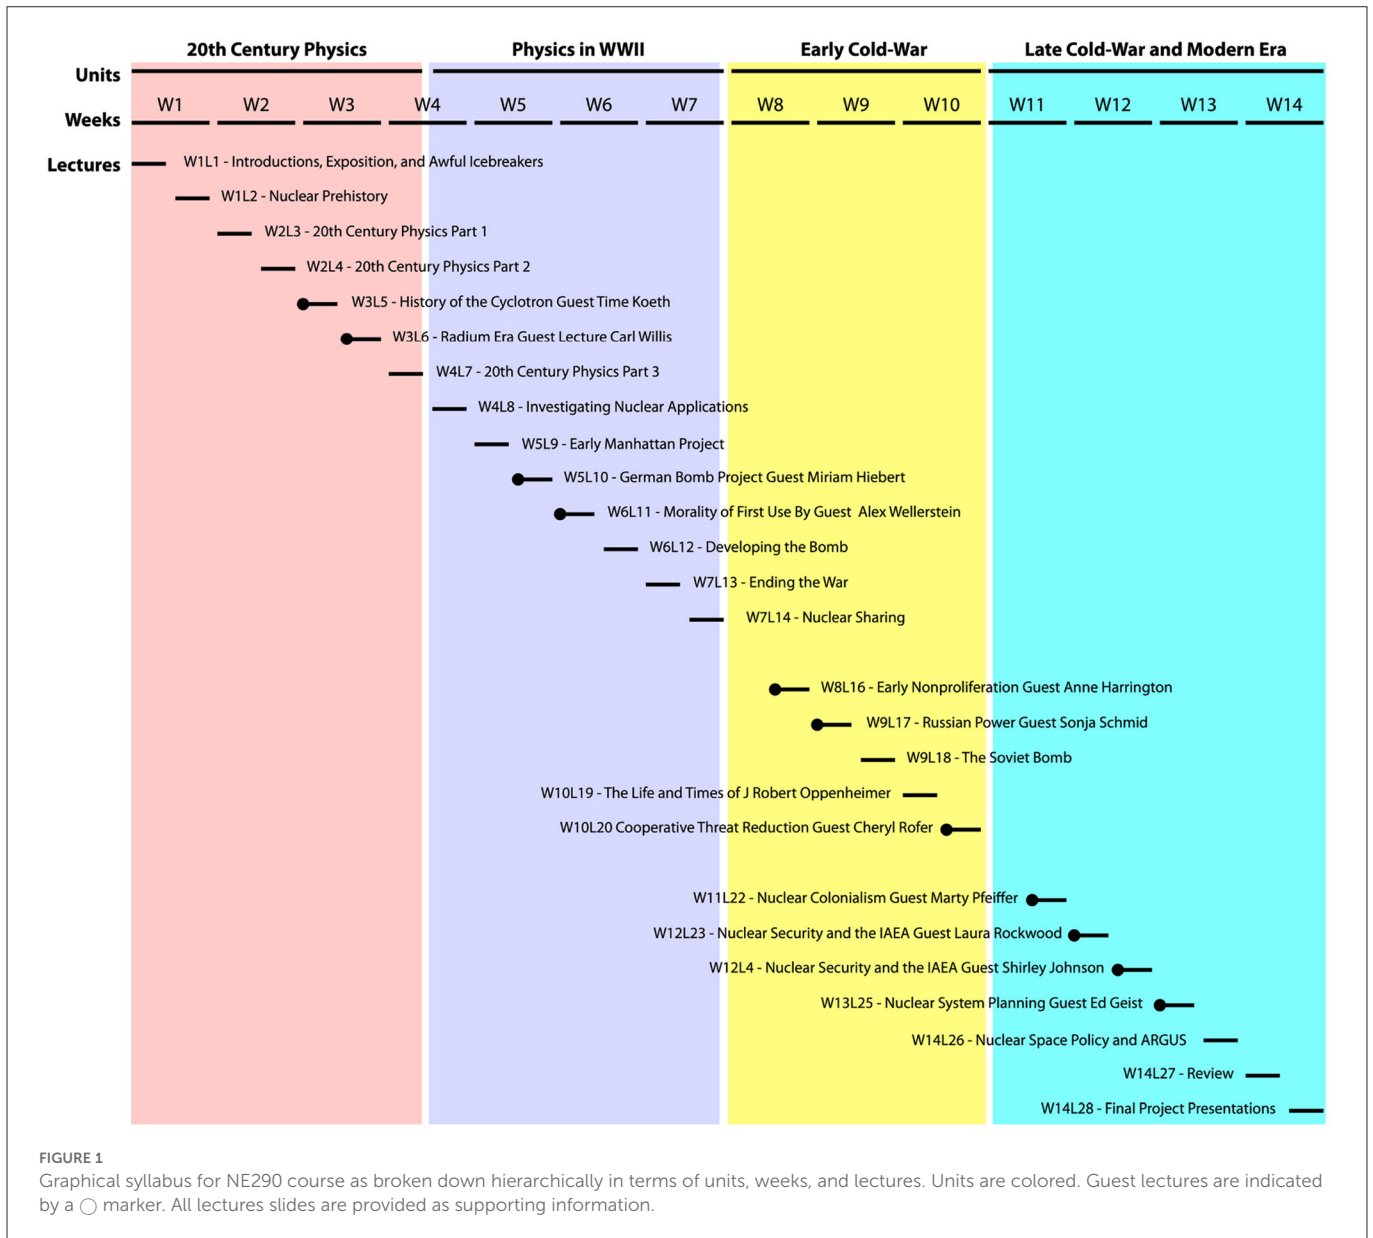 20th Century Physics Physics in WWII Early Cold-War Late Cold-War and Modern Era
Units
W1 W2 W3 W4 W5 W6 W7 W8 W9 W10 W11 W12 W13 W14
Weeks
Lectures W1L1 - Introductions, Exposition, and Awful Icebreakers
W1L2 - Nuclear Prehistory
W2L3 - 20th Century Physics Part 1
W2L4 - 20th Century Physics Part 2
W3L5 - History of the Cyclotron Guest Time Koeth
W3L6 - Radium Era Guest Lecture Carl Willis
W4L7 - 20th Century Physics Part 3
W4L8 - Investigating Nuclear Applications
W5L9 - Early Manhattan Project
W5L10 - German Bomb Project Guest Miriam Hiebert
W6L11 - Morality of First Use By Guest Alex Wellerstein
W6L12 - Developing the Bomb
W7L13 - Ending the War
W7L14 - Nuclear Sharing
W8L16 - Early Nonproliferation Guest Anne Harrington
W9L17 - Russian Power Guest Sonja Schmid
W9L18 - The Soviet Bomb
W10L19 - The Life and Times of J Robert Oppenheimer
W10L20 Cooperative Threat Reduction Guest Cheryl Rofer
W11L22 - Nuclear Colonialism Guest Marty Pfeiffer
W12L23 - Nuclear Security and the IAEA Guest Laura Rockwood
W12L4 - Nuclear Security and the IAEA Guest Shirley Johnson
W13L25 - Nuclear System Planning Guest Ed Geist
W14L26 - Nuclear Space Policy and ARGUS
W14L27 - Review
W14L28 - Final Project Presentations
FIGURE 1
Graphical syllabus for NE290 course as broken down hierarchically in terms of units, weeks, and lectures. Units are colored. Guest lectures are indicated
by a ◯ marker. All lectures slides are provided as supporting information.